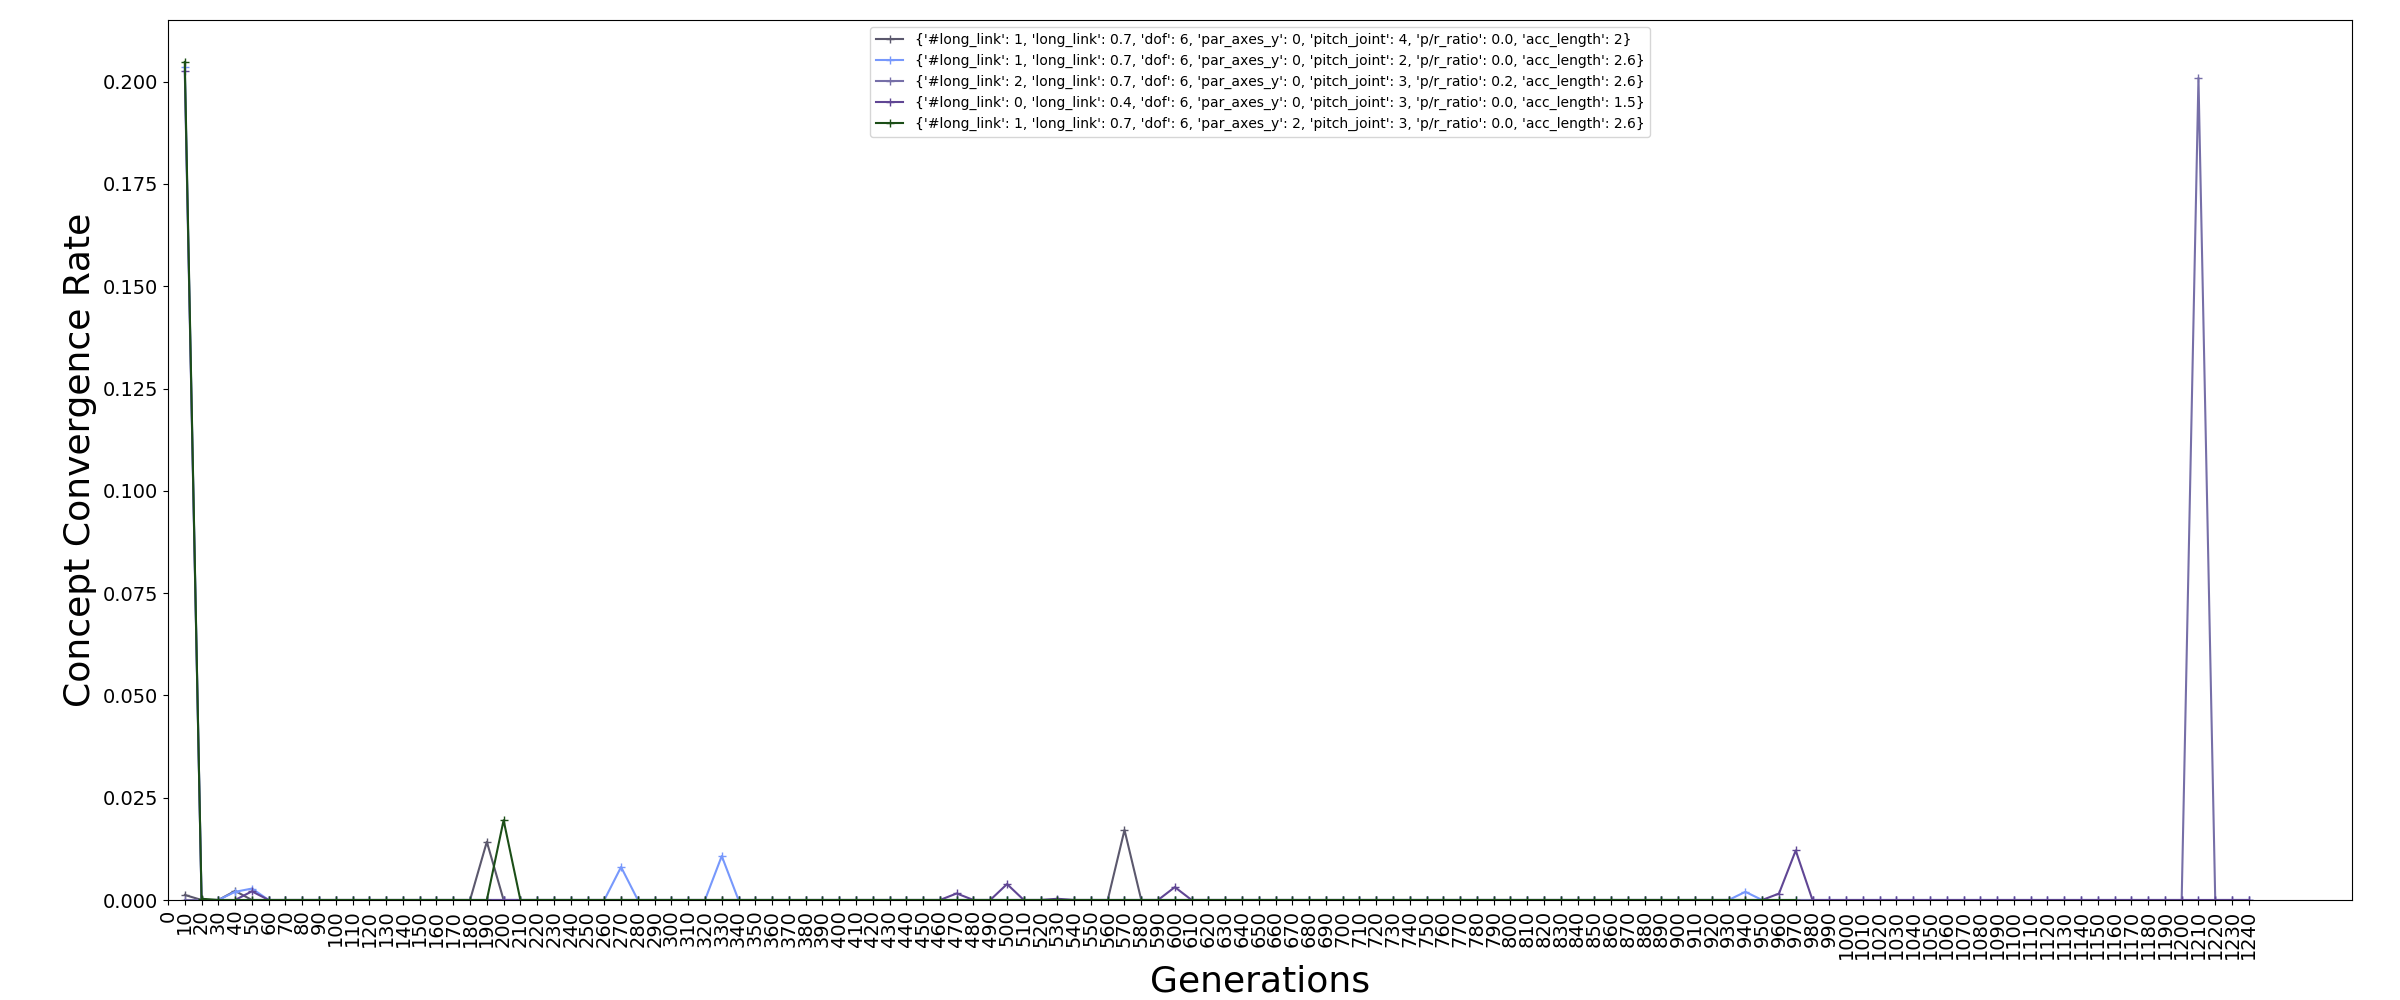 {'#long_link': 1, 'long_link': 0.7, 'dof': 6, 'par_axes_y': 0, 'pitch_joint': 4, 'p/r_ratio': 0.0, 'acc_length': 2}
{'#long_link': 1, 'long_link': 0.7, 'dof': 6, 'par_axes_y': 0, 'pitch_joint': 2, 'p/r_ratio': 0.0, 'acc_length': 2.6}
{'#long_link': 2, 'long_link': 0.7, 'dof': 6, 'par_axes_y': 0, 'pitch_joint': 3, 'p/r_ratio': 0.2, 'acc_length': 2.6}
{'#long_link': 0, 'long_link': 0.4, 'dof': 6, 'par_axes_y': 0, 'pitch_joint': 3, 'p/r_ratio': 0.0, 'acc_length': 1.5}
{'#long_link': 1, 'long_link': 0.7, 'dof': 6, 'par_axes_y': 2, 'pitch_joint': 3, 'p/r_ratio': 0.0, 'acc_length': 2.6}
Concept Convergence Rate
0.200
0.175
0.150
0.125
0.100
0.075
0.050
0.025
0.000
0 10 20 30 40 50 60 70 80 90 100 110 120 130 140 150 160 170 180 190 200 210 220 230 240 250 260 270 280 290 300 310 320 330 340 350 360 370 380 390 400 410 420 430 440 450 460 470 480 490 500 510 520 530 540 550 560 570 580 590 600 610 620 630 640 650 660 670 680 690 700 710 720 730 740 750 760 770 780 790 800 810 820 830 840 850 860 870 880 890 900 910 920 930 940 950 960 970 980 990 1000 1010 1020 1030 1040 1050 1060 1070 1080 1090 1100 1110 1120 1130 1140 1150 1160 1170 1180 1190 1200 1210 1220 1230 1240
Generations